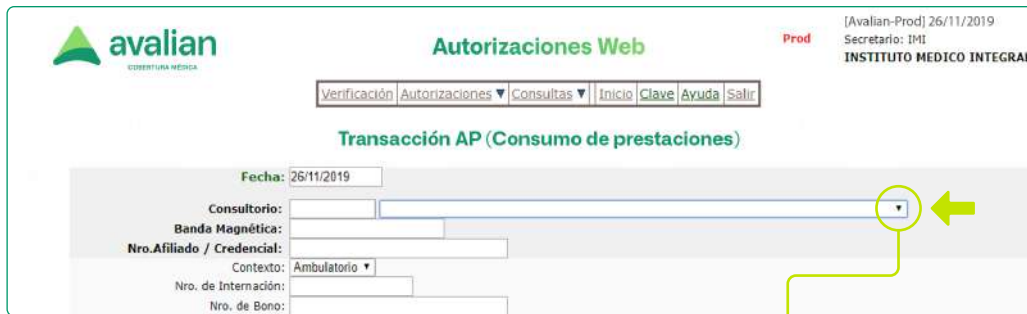 avalian
COBERTURA MÉDICA
Autorizaciones Web
Prod
[Avalian-Prod] 26/11/2019
Secretario: IMI
INSTITUTO MEDICO INTEGRAL
Verificación Autorizaciones ▼ Consultas ▼ Inicio Clave Ayuda Salir
Transacción AP (Consumo de prestaciones)
Fecha: 26/11/2019
Consultorio:
Banda Magnética:
Nro.Afiliado / Credencial:
Contexto: Ambulatorio ▼
Nro. de Internación:
Nro. de Bono: